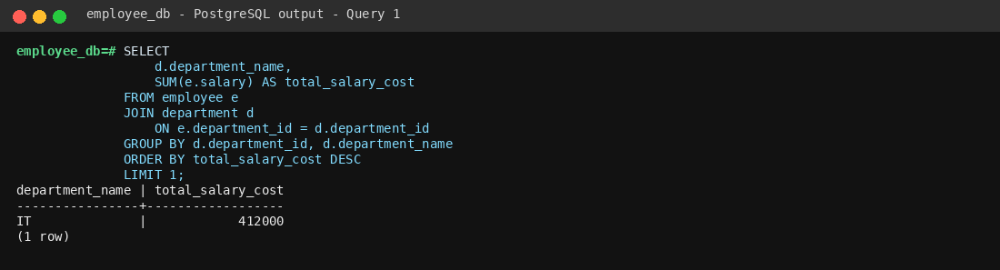 employee_db - PostgreSQL output - Query 1
employee_db=# SELECT
                  d.department_name,
                  SUM(e.salary) AS total_salary_cost
              FROM employee e
              JOIN department d
                  ON e.department_id = d.department_id
              GROUP BY d.department_id, d.department_name
              ORDER BY total_salary_cost DESC
              LIMIT 1;
department_name | total_salary_cost
----------------+------------------
IT              |            412000
(1 row)